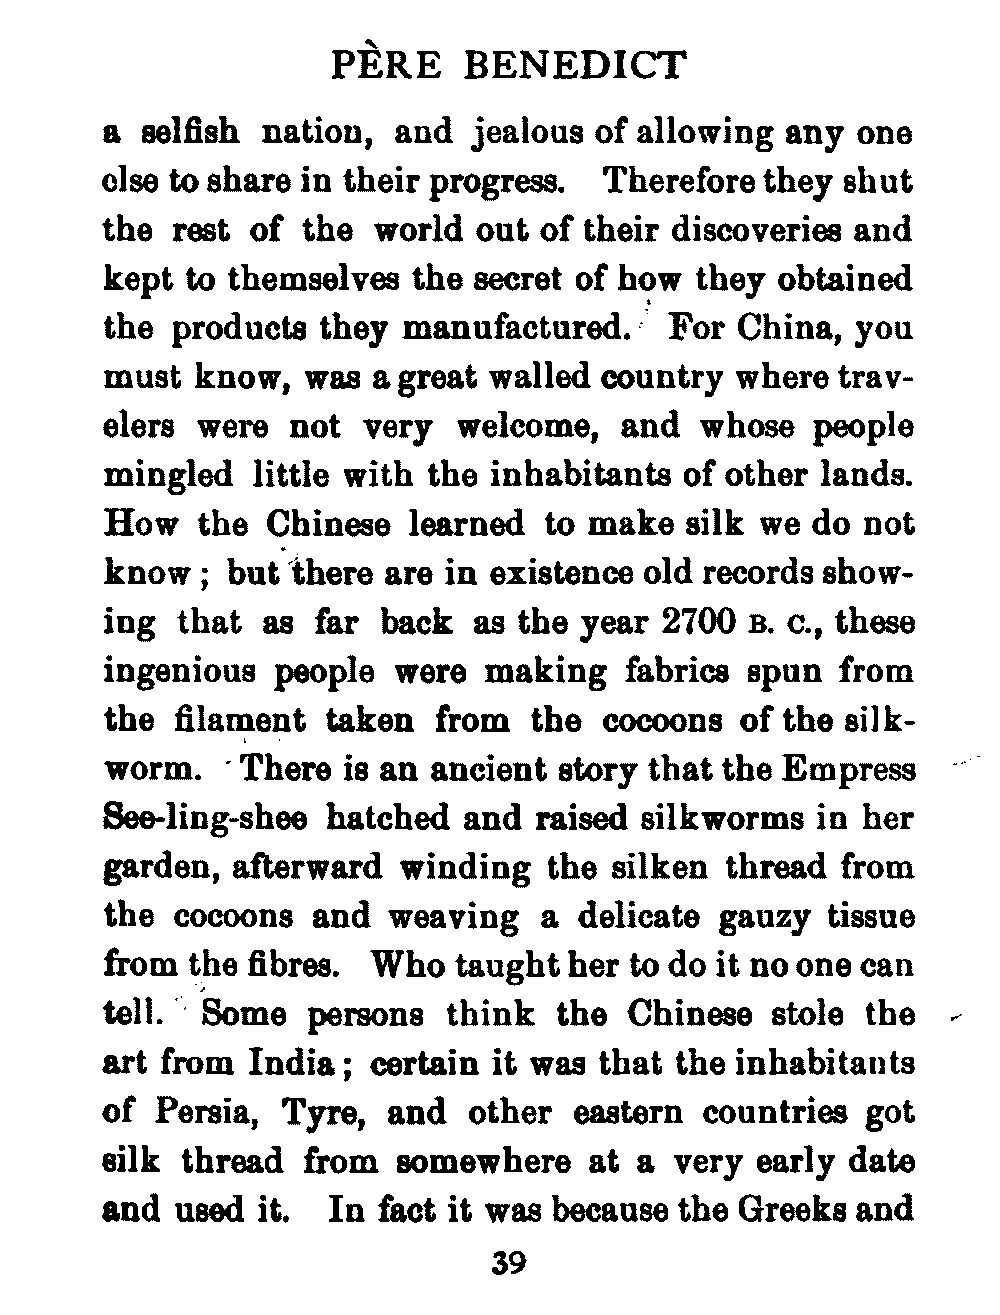 PÈRE BENEDICT
a selfish nation, and jealous of allowing any one
else to share in their progress. Therefore they shut
the rest of the world out of their discoveries and
kept to themselves the secret of how they obtained
the products they manufactured. For China, you
must know, was a great walled country where trav-
elers were not very welcome, and whose people
mingled little with the inhabitants of other lands.
How the Chinese learned to make silk we do not
know; but there are in existence old records show-
ing that as far back as the year 2700 B. C., these
ingenious people were making fabrics spun from
the filament taken from the cocoons of the silk-
worm. There is an ancient story that the Empress
See-ling-shee hatched and raised silkworms in her
garden, afterward winding the silken thread from
the cocoons and weaving a delicate gauzy tissue
from the fibres. Who taught her to do it no one can
tell. Some persons think the Chinese stole the
art from India; certain it was that the inhabitants
of Persia, Tyre, and other eastern countries got
silk thread from somewhere at a very early date
and used it. In fact it was because the Greeks and
39